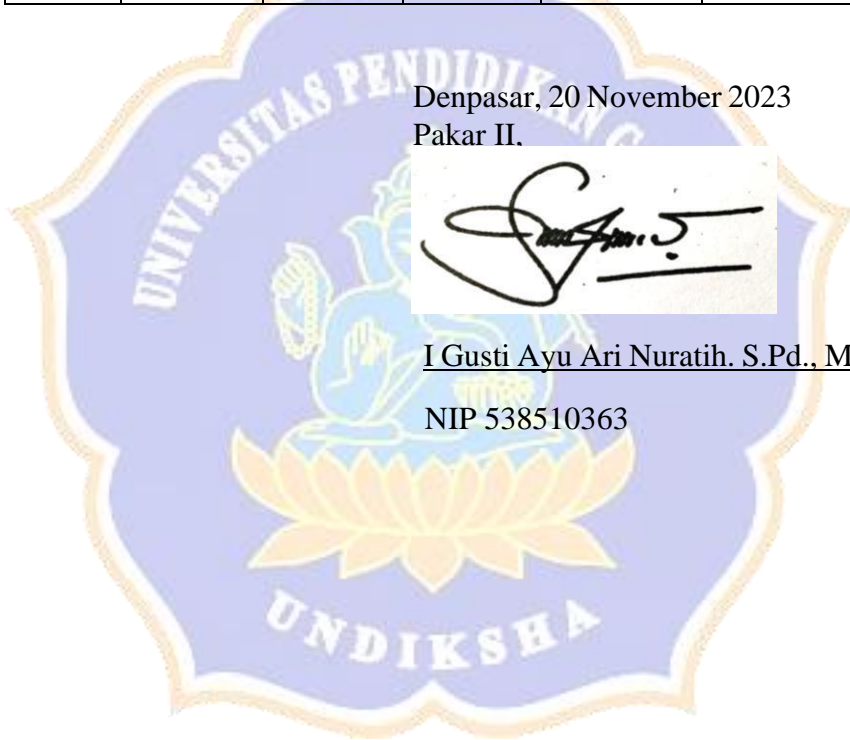 UNIVERSITAS PENDIDIKAN G
Denpasar, 20 November 2023
Pakar II,
I Gusti Ayu Ari Nuratih. S.Pd., M
NIP 538510363
UNDIKSHA